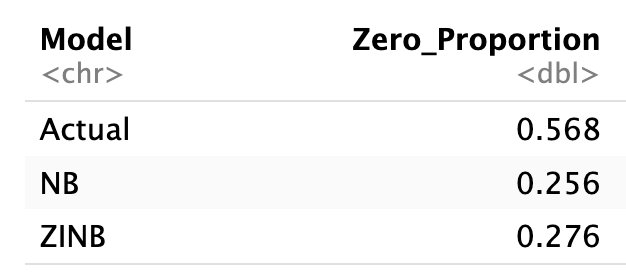 Model Zero_Proportion
<chr> <dbl>
Actual 0.568
NB 0.256
ZINB 0.276